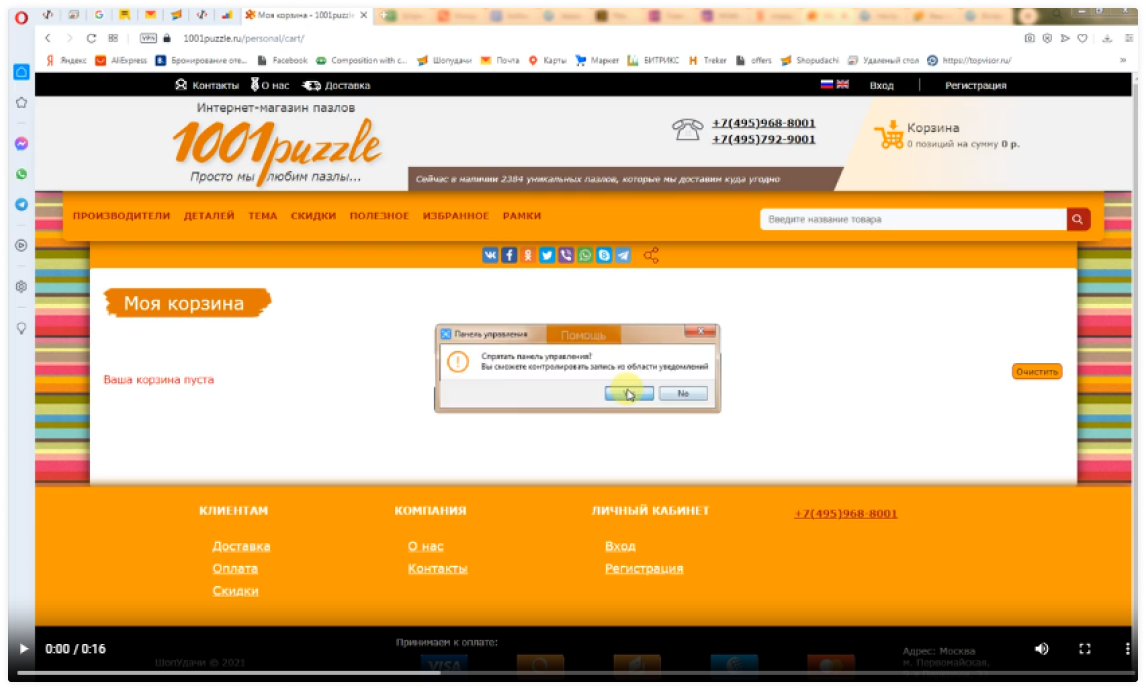 Моя корзина - 1001puzzle
VPN 1001puzzle.ru/personal/cart/
Яндекс AliExpress Бронирование оте... Facebook Composition with c... Шопудачи Почта Карты Маркет БИТРИКС Treker offers Shopudachi Удаленный стол https://topvisor.ru/
Контакты О нас Доставка Вход Регистрация
Интернет-магазин пазлов
1001puzzle
Просто мы любим пазлы...
+7(495)968-8001
+7(495)792-9001
Корзина
0 позиций на сумму 0 р.
Сейчас в наличии 2384 уникальных пазлов, которые мы доставим куда угодно
ПРОИЗВОДИТЕЛИ ДЕТАЛЕЙ ТЕМА СКИДКИ ПОЛЕЗНОЕ ИЗБРАННОЕ РАМКИ
Введите название товара
Моя корзина
Панель управления
Помощь
Спрятать панель управления?
Вы сможете контролировать запись из области уведомлений
No
Ваша корзина пуста
Очистить
КЛИЕНТАМ КОМПАНИЯ ЛИЧНЫЙ КАБИНЕТ +7(495)968-8001
Доставка О нас Вход
Оплата Контакты Регистрация
Скидки
0:00 / 0:16
Принимаем к оплате:
ШопУдачи © 2021
VISA
Адрес: Москва
м. Первомайская,